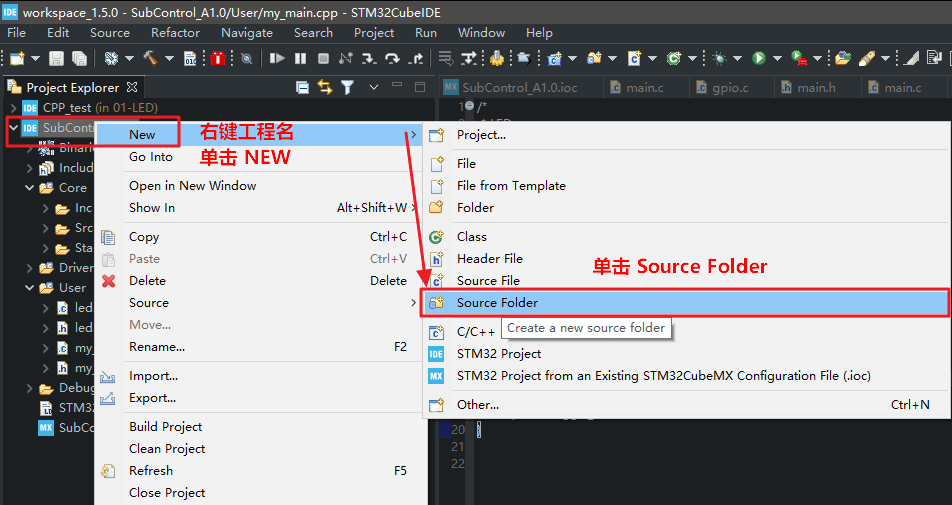 workspace_1.5.0 - SubControl_A1.0/User/my_main.cpp - STM32CubeIDE
File Edit Source Refactor Navigate Search Project Run Window Help
Project Explorer
SubControl_A1.0.ioc main.c gpio.c main.h main.c
CPP_test (in 01-LED)
1 /*
SubContr
Binari
Includ
Core
Inc
Src
Sta
Driver
User
led
led
my_
my_
Debug
STM32
SubCo
New
Go Into
Open in New Window
Show In Alt+Shift+W
Copy Ctrl+C
Paste Ctrl+V
Delete Delete
Source
Move...
Rename... F2
Import...
Export...
Build Project
Clean Project
Refresh F5
Close Project
右键工程名
单击 NEW
Project...
File
File from Template
Folder
Class
Header File
Source File
Source Folder
C/C++
STM32 Project
STM32 Project from an Existing STM32CubeMX Configuration File (.ioc)
Other... Ctrl+N
单击 Source Folder
Create a new source folder
20 }
21
22